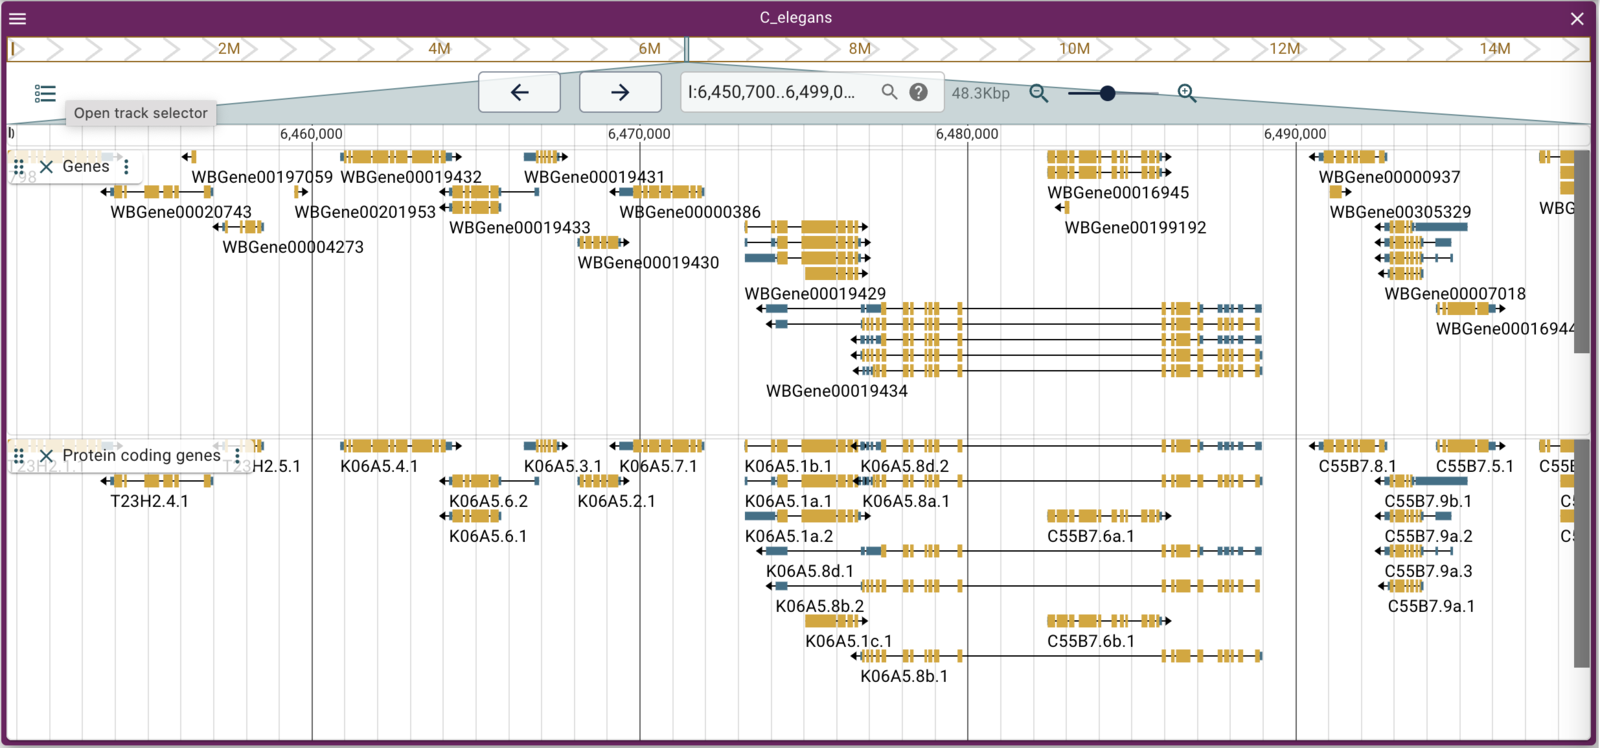 C_elegans
2M 4M 6M 8M 10M 12M 14M
I:6,450,700..6,499,0... 48.3Kbp
Open track selector
6,460,000 6,470,000 6,480,000 6,490,000
Genes
798
WBGene00197059 WBGene00019432 WBGene00019431 WBGene00016945 WBGene00000937
WBGene00020743 WBGene00201953 WBGene00019433 WBGene00000386 WBGene00199192 WBGene00305329 WBG
WBGene00004273 WBGene00019430
WBGene00019429 WBGene00007018
WBGene00016944
WBGene00019434
Protein coding genes
T23H2.1.1 T23H2.5.1 K06A5.4.1 K06A5.3.1 K06A5.7.1 K06A5.1b.1 K06A5.8d.2 C55B7.8.1 C55B7.5.1 C55B
T23H2.4.1 K06A5.6.2 K06A5.2.1 K06A5.1a.1 K06A5.8a.1 C55B7.9b.1
K06A5.6.1 K06A5.1a.2 C55B7.6a.1 C55B7.9a.2
K06A5.8d.1 C55B7.9a.3
K06A5.8b.2 C55B7.9a.1
K06A5.1c.1 C55B7.6b.1
K06A5.8b.1